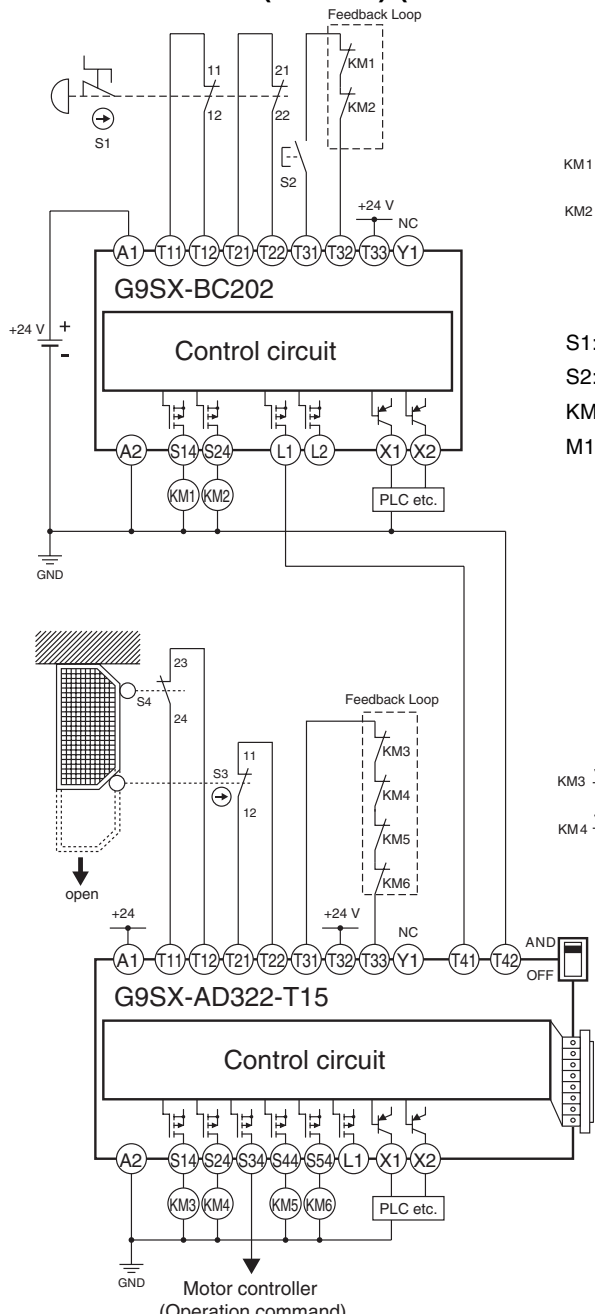 Feedback Loop
KM1
KM2
11
12
21
22
S1
S2
+24 V
NC
A1 T11 T12 T21 T22 T31 T32 T33 Y1
G9SX-BC202
Control circuit
+24 V
+
-
A2 S14 S24 L1 L2 X1 X2
KM1 KM2
PLC etc.
GND
KM1
KM2
S1:
S2:
KM
M1
23
24
S4
S3
11
12
open
Feedback Loop
KM3
KM4
KM5
KM6
KM3
KM4
+24
+24 V
NC
AND
OFF
A1 T11 T12 T21 T22 T31 T32 T33 Y1 T41 T42
G9SX-AD322-T15
Control circuit
A2 S14 S24 S34 S44 S54 L1 X1 X2
KM3 KM4 KM5 KM6
PLC etc.
GND
Motor controller
(Operation command)